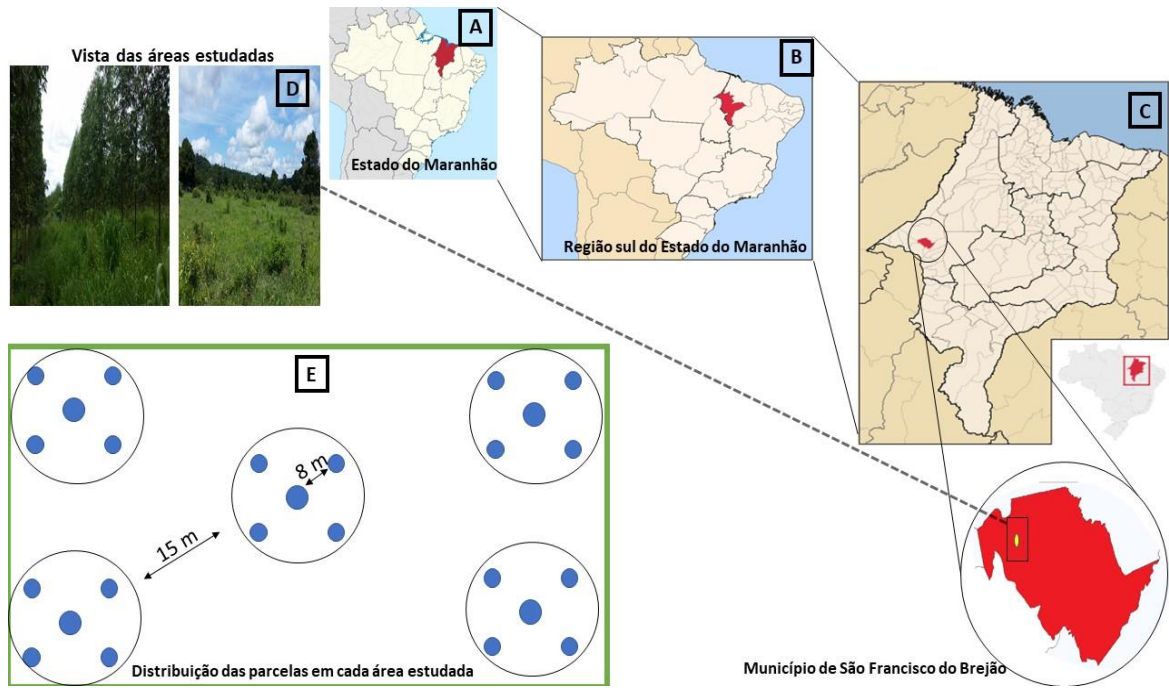 Vista das áreas estudadas
D
A
Estado do Maranhão
B
Região sul do Estado do Maranhão
C
E
8 m
15 m
Distribuição das parcelas em cada área estudada
Município de São Francisco do Brejão